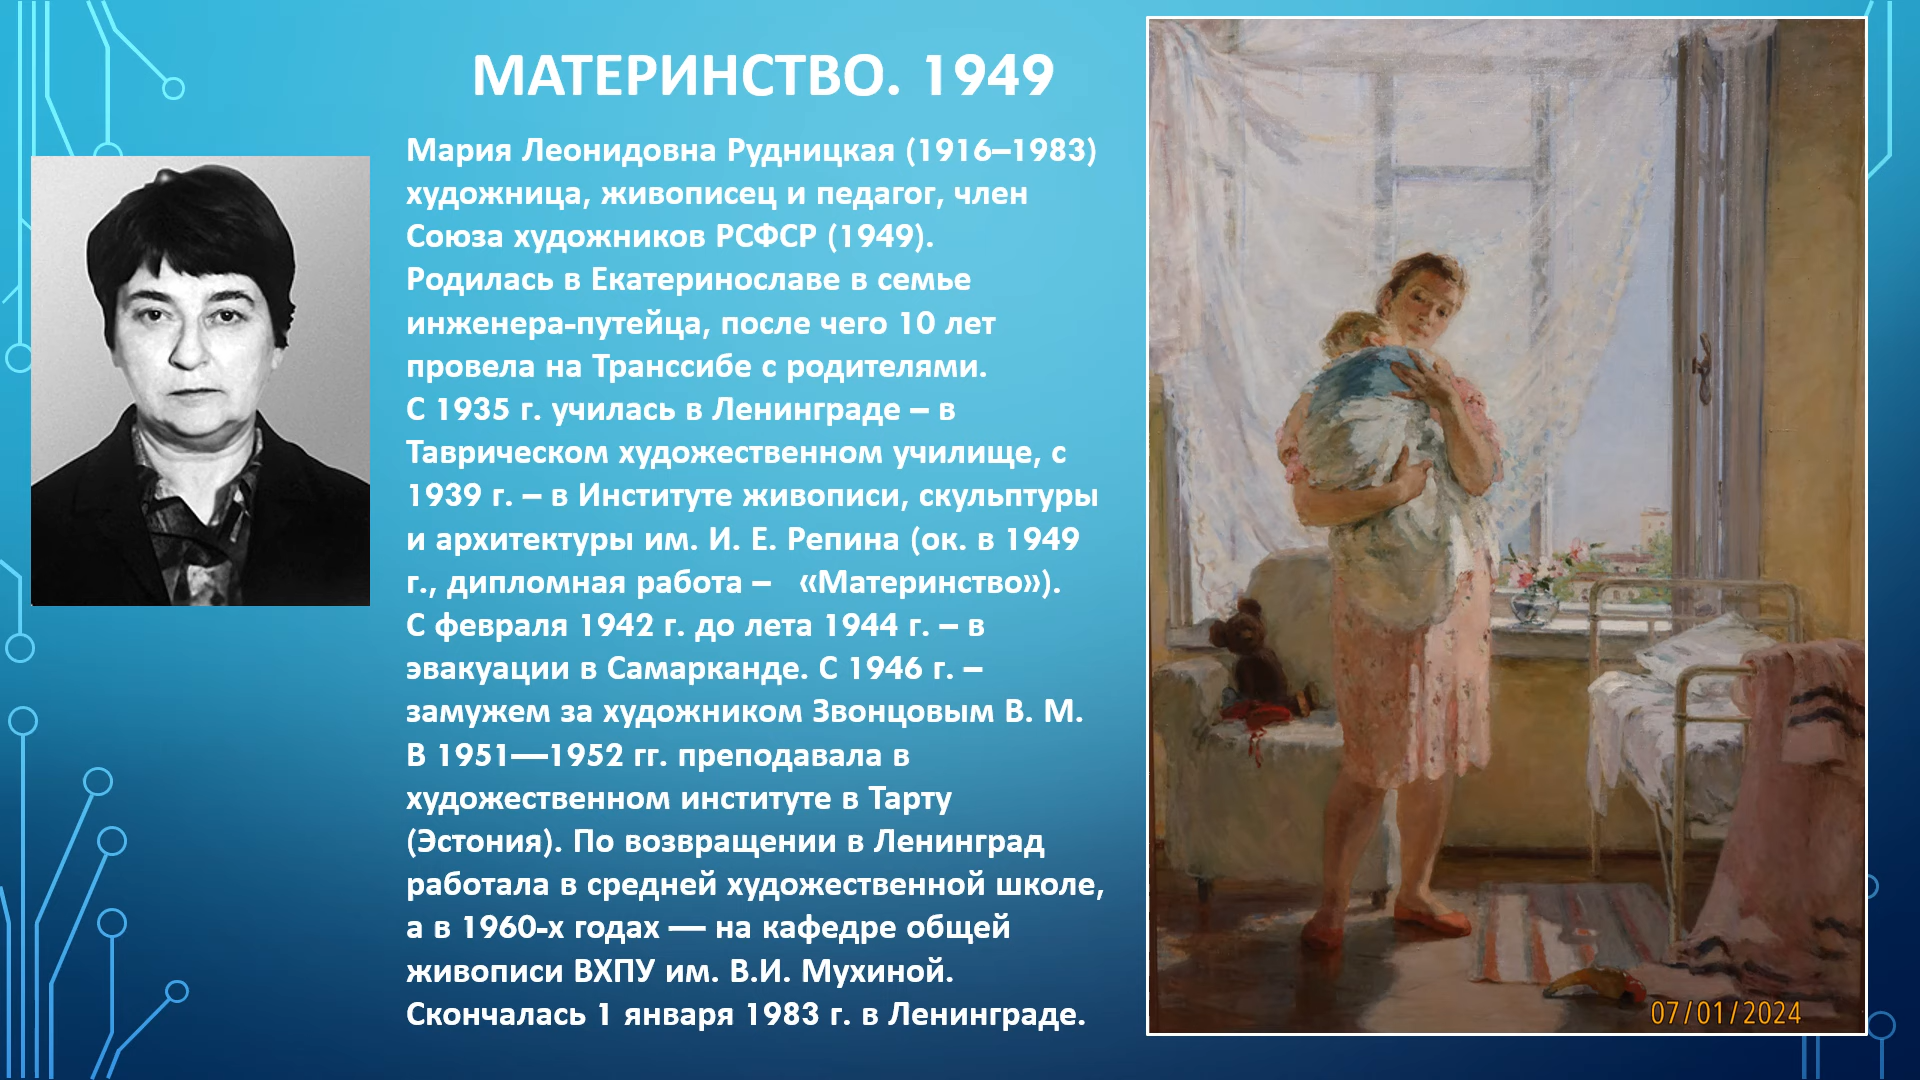 МАТЕРИНСТВО. 1949
Мария Леонидовна Рудницкая (1916–1983)
художница, живописец и педагог, член
Союза художников РСФСР (1949).
Родилась в Екатеринославе в семье
инженера-путейца, после чего 10 лет
провела на Транссибе с родителями.
С 1935 г. училась в Ленинграде – в
Таврическом художественном училище, с
1939 г. – в Институте живописи, скульптуры
и архитектуры им. И. Е. Репина (ок. в 1949
г., дипломная работа – «Материнство»).
С февраля 1942 г. до лета 1944 г. – в
эвакуации в Самарканде. С 1946 г. –
замужем за художником Звонцовым В. М.
В 1951—1952 гг. преподавала в
художественном институте в Тарту
(Эстония). По возвращении в Ленинград
работала в средней художественной школе,
а в 1960-х годах — на кафедре общей
живописи ВХПУ им. В.И. Мухиной.
Скончалась 1 января 1983 г. в Ленинграде.
07/01/2024